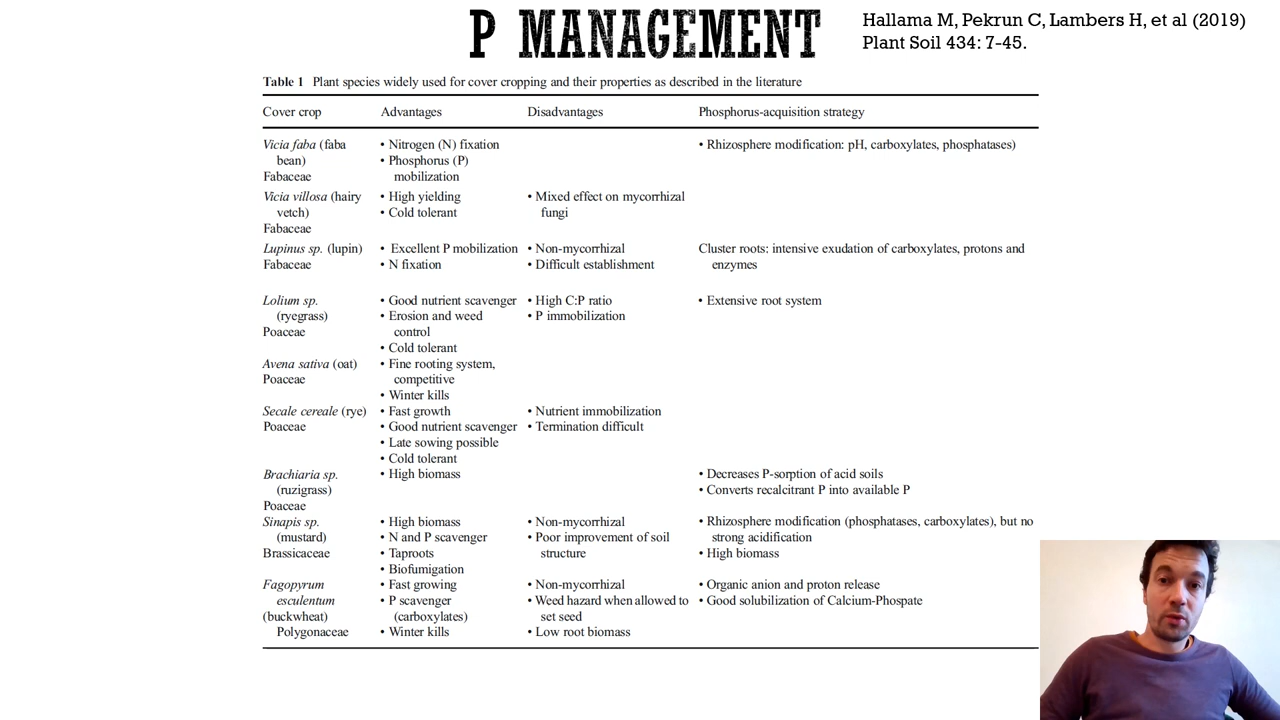 P MANAGEMENT
Hallama M, Pekrun C, Lambers H, et al (2019)
Plant Soil 434: 7-45.
Table 1 Plant species widely used for cover cropping and their properties as described in the literature
Cover crop Advantages Disadvantages Phosphorus-acquisition strategy
Vicia faba (faba • Nitrogen (N) fixation • Rhizosphere modification: pH, carboxylates, phosphatases)
bean) • Phosphorus (P)
Fabaceae mobilization
Vicia villosa (hairy • High yielding • Mixed effect on mycorrhizal
vetch) • Cold tolerant fungi
Fabaceae
Lupinus sp. (lupin) • Excellent P mobilization • Non-mycorrhizal Cluster roots: intensive exudation of carboxylates, protons and
Fabaceae • N fixation • Difficult establishment enzymes
Lolium sp. • Good nutrient scavenger • High C:P ratio • Extensive root system
(ryegrass) • Erosion and weed • P immobilization
Poaceae control
• Cold tolerant
Avena sativa (oat) • Fine rooting system,
Poaceae competitive
• Winter kills
Secale cereale (rye) • Fast growth • Nutrient immobilization
Poaceae • Good nutrient scavenger • Termination difficult
• Late sowing possible
• Cold tolerant
Brachiaria sp. • High biomass • Decreases P-sorption of acid soils
(ruzigrass) • Converts recalcitrant P into available P
Poaceae
Sinapis sp. • High biomass • Non-mycorrhizal • Rhizosphere modification (phosphatases, carboxylates), but no
(mustard) • N and P scavenger • Poor improvement of soil strong acidification
Brassicaceae • Taproots structure • High biomass
• Biofumigation
Fagopyrum • Fast growing • Non-mycorrhizal • Organic anion and proton release
esculentum • P scavenger • Weed hazard when allowed to • Good solubilization of Calcium-Phospate
(buckwheat) (carboxylates) set seed
Polygonaceae • Winter kills • Low root biomass